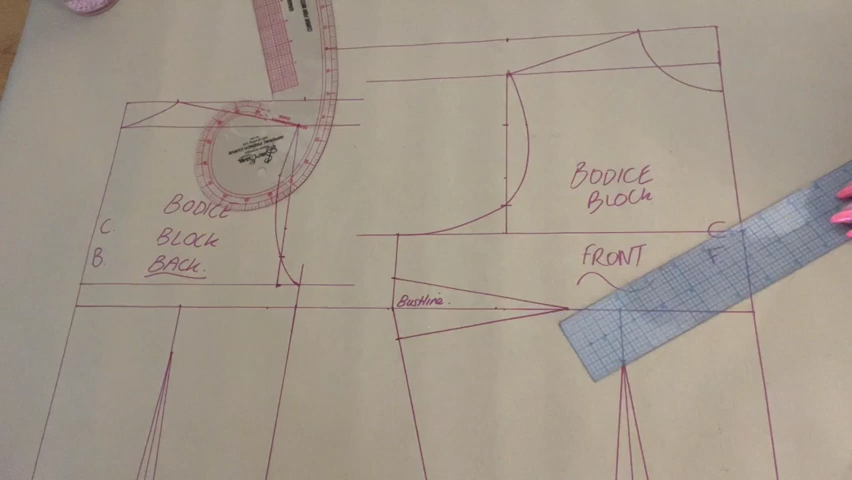 BODICE
BLOCK
BACK.
C.
B.
BODICE
BLOCK
FRONT
C
F
Bustline.